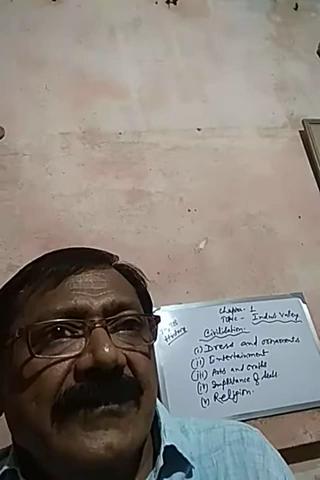 Chapter- 1
Topic- Indus Valley
History
Civilization-
(i) Dress and ornaments
(ii) Entertainment
(iii) Arts and crafts
(iv) Importance of seals
(v) Religion.